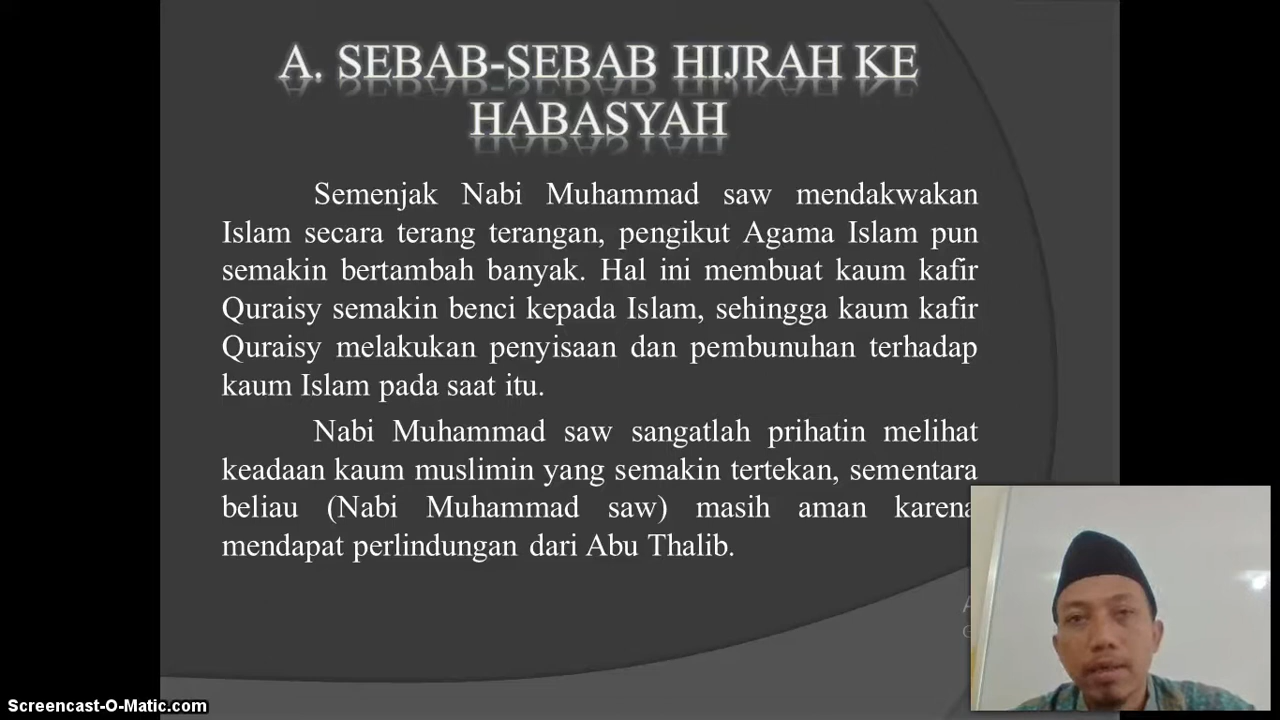 A. SEBAB-SEBAB HIJRAH KE
HABASYAH
Semenjak Nabi Muhammad saw mendakwakan
Islam secara terang terangan, pengikut Agama Islam pun
semakin bertambah banyak. Hal ini membuat kaum kafir
Quraisy semakin benci kepada Islam, sehingga kaum kafir
Quraisy melakukan penyisaan dan pembunuhan terhadap
kaum Islam pada saat itu.
Nabi Muhammad saw sangatlah prihatin melihat
keadaan kaum muslimin yang semakin tertekan, sementara
beliau (Nabi Muhammad saw) masih aman karena
mendapat perlindungan dari Abu Thalib.
Screencast-O-Matic.com